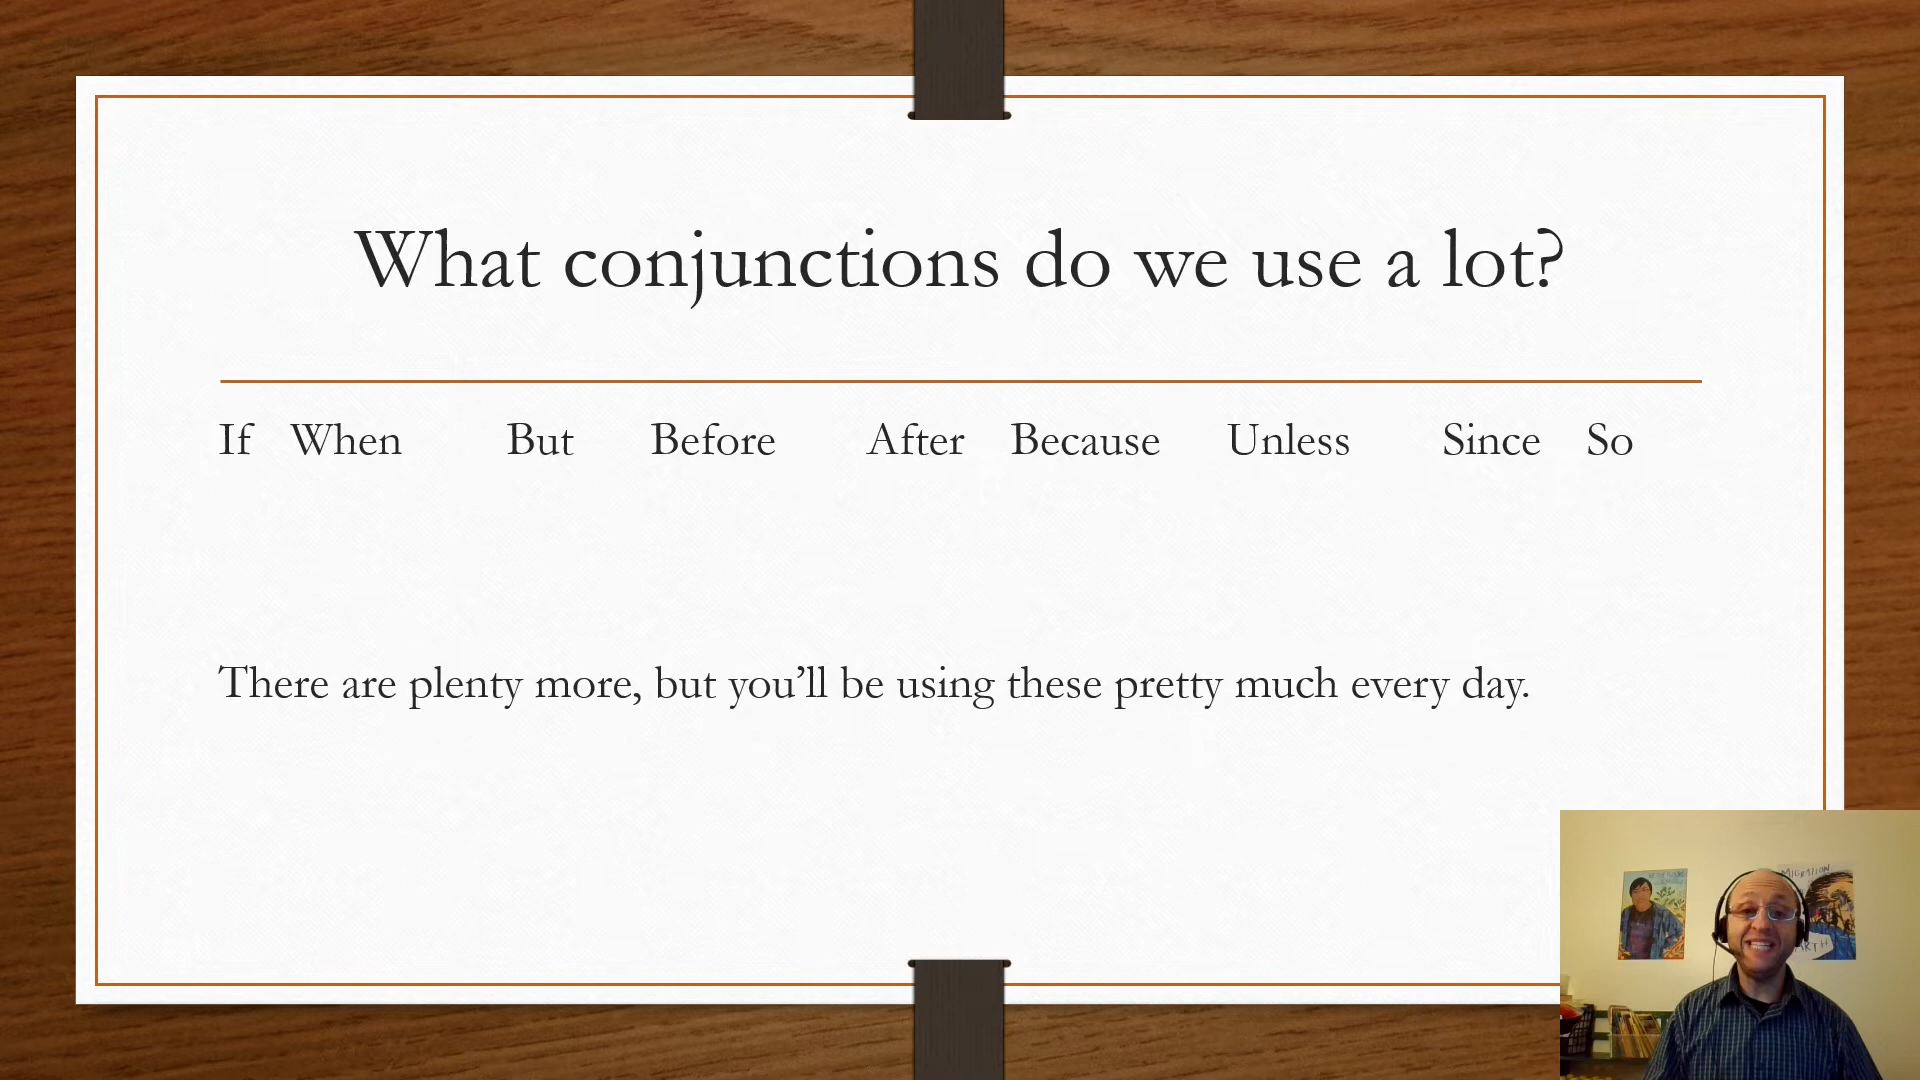 What conjunctions do we use a lot?
If When But Before After Because Unless Since So
There are plenty more, but you’ll be using these pretty much every day.
MIGRATION